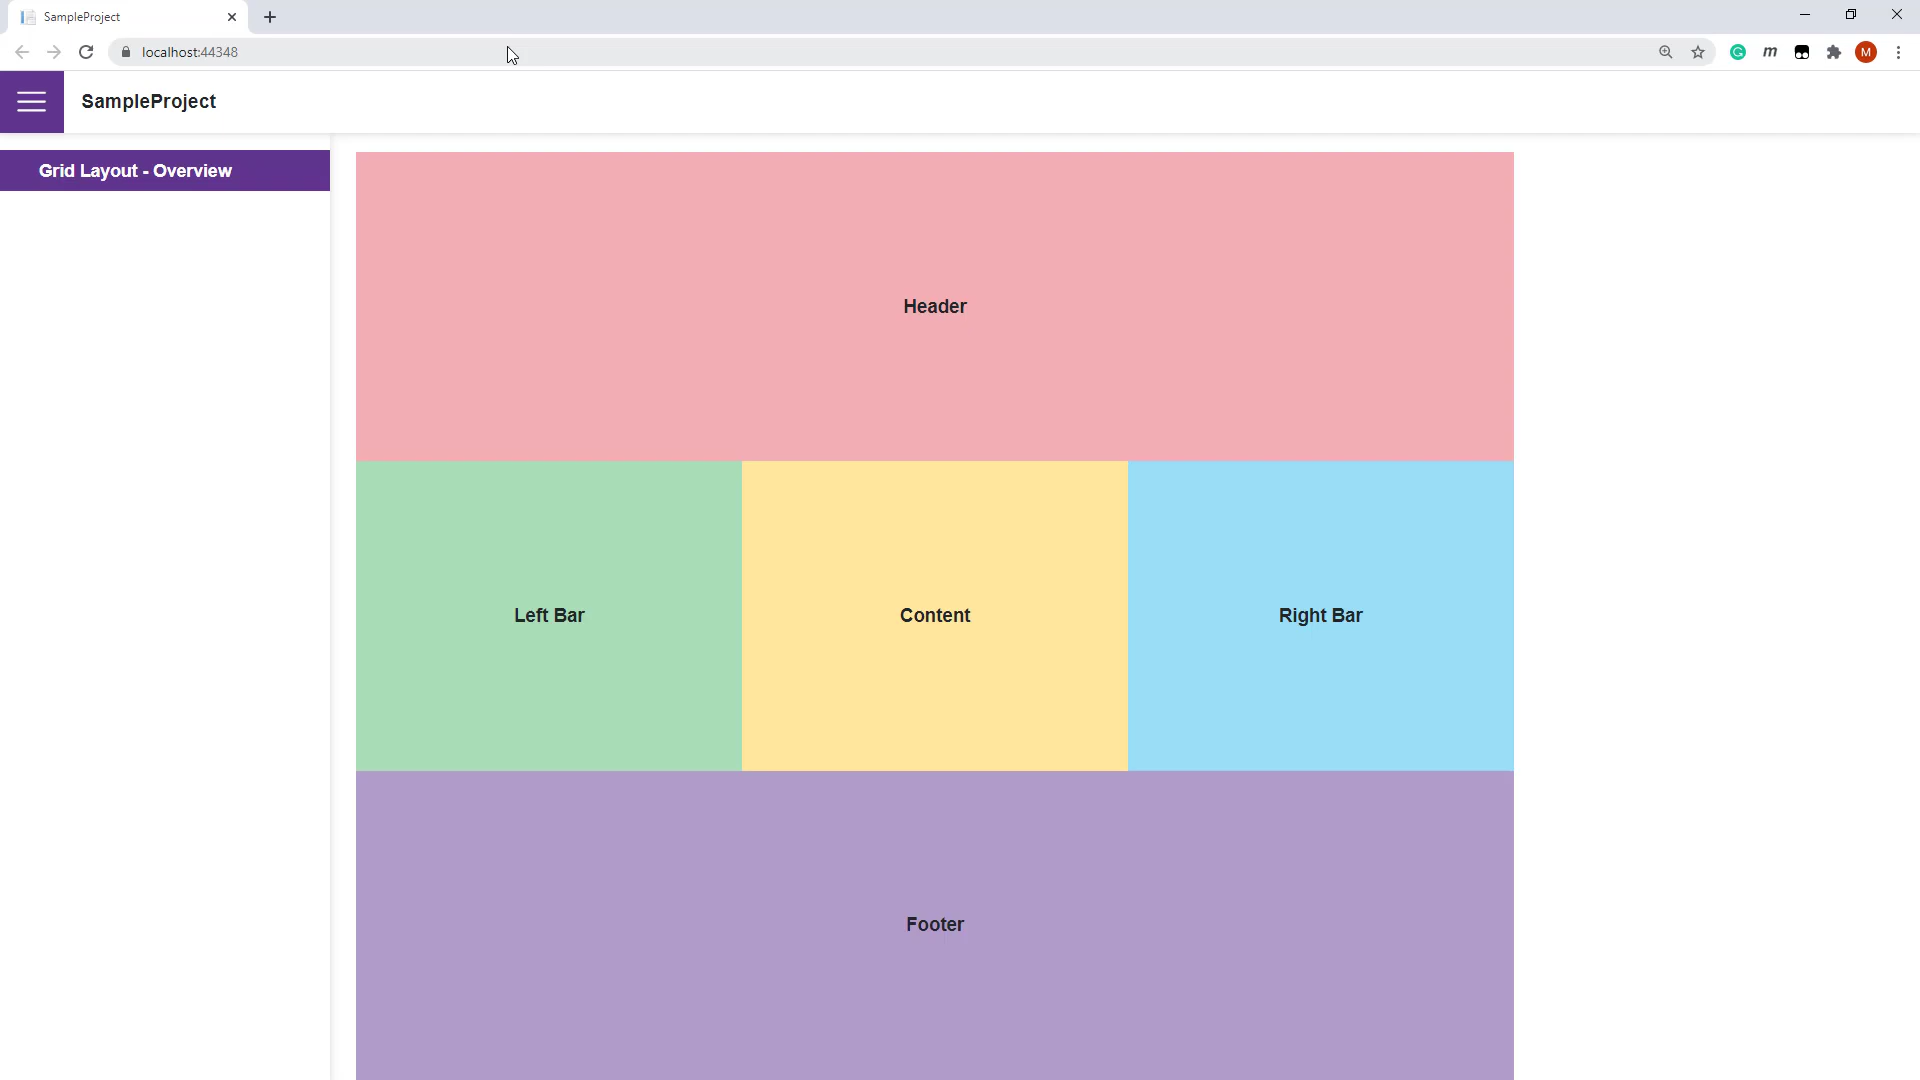 SampleProject
localhost:44348
m
M
SampleProject
Grid Layout - Overview
Header
Left Bar
Content
Right Bar
Footer